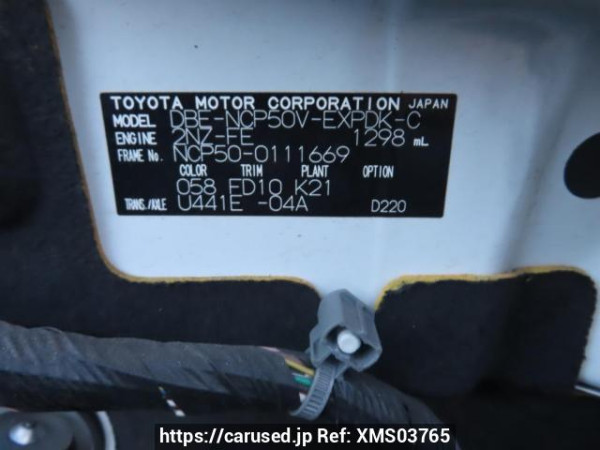 TOYOTA MOTOR CORPORATION JAPAN
MODEL DBE-NCP50V-EXPDK-C
ENGINE 2NZ-FE 1298 mL
FRAME No. NCP50-0111669
COLOR TRIM PLANT OPTION
058 FD10 K21
TRANS./AXLE U441E -04A D220
https://carused.jp Ref: XMS03765